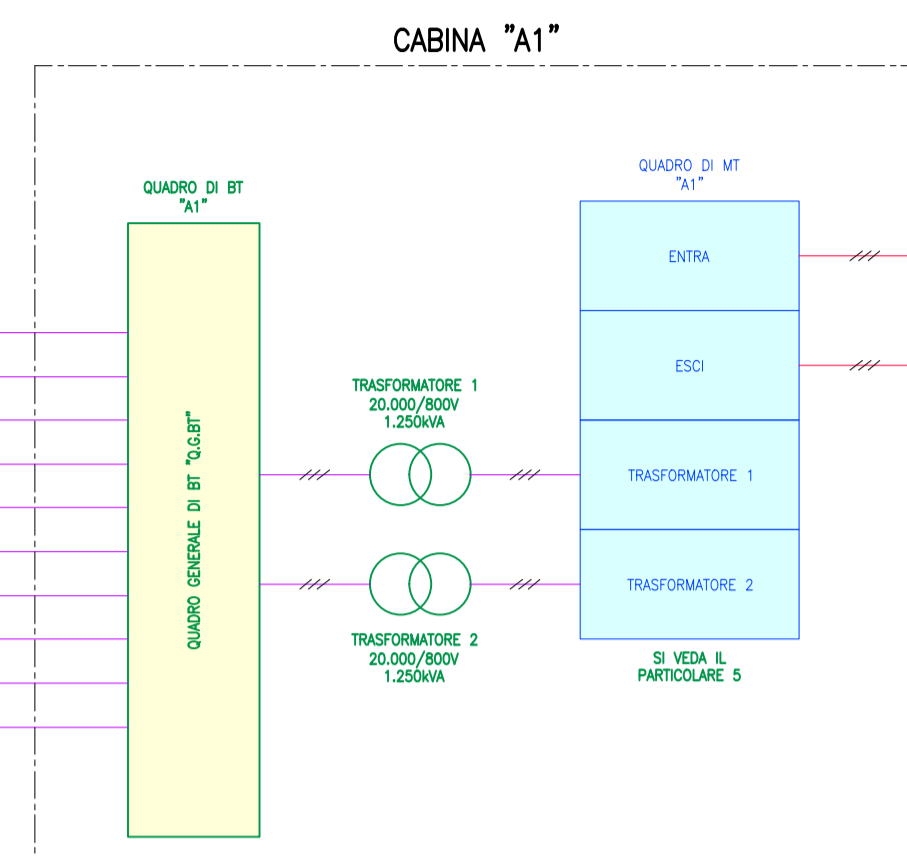 CABINA "A1"
QUADRO DI BT
"A1"
QUADRO GENERALE DI BT "Q.G.BT"
TRASFORMATORE 1
20.000/800V
1.250kVA
TRASFORMATORE 2
20.000/800V
1.250kVA
QUADRO DI MT
"A1"
ENTRA
ESCI
TRASFORMATORE 1
TRASFORMATORE 2
SI VEDA IL
PARTICOLARE 5